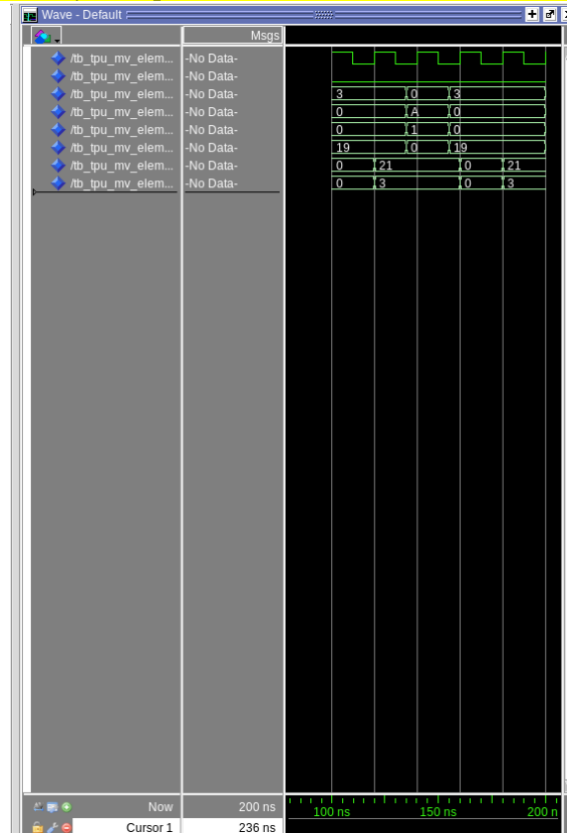 Wave - Default
Msgs
/tb_tpu_mv_elem... -No Data-
/tb_tpu_mv_elem... -No Data-
/tb_tpu_mv_elem... -No Data- 3 0 3
/tb_tpu_mv_elem... -No Data- 0 A 0
/tb_tpu_mv_elem... -No Data- 0 1 0
/tb_tpu_mv_elem... -No Data- 19 0 19
/tb_tpu_mv_elem... -No Data- 0 21 0 21
/tb_tpu_mv_elem... -No Data- 0 3 0 3
Now 200 ns 100 ns 150 ns 200 n
Cursor 1 236 ns